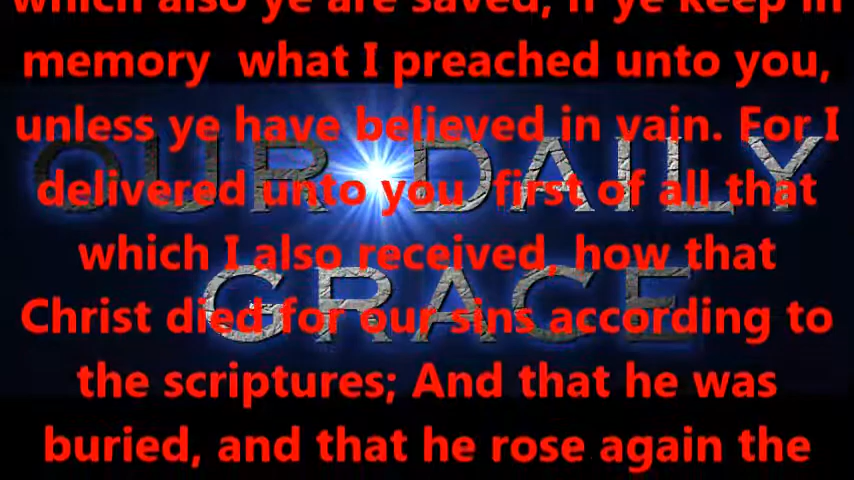 which also ye are saved, if ye keep in
memory what I preached unto you,
unless ye have believed in vain. For I
delivered unto you first of all that
which I also received, how that
Christ died for our sins according to
the scriptures; And that he was
buried, and that he rose again the
OUR DAILY
GRACE